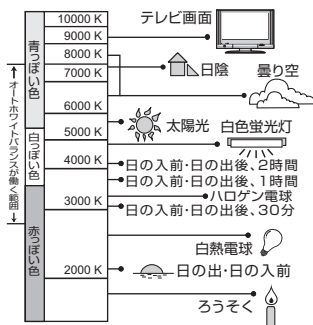 10000 K
9000 K
8000 K
7000 K
6000 K
5000 K
4000 K
3000 K
2000 K
青っぽい色
白っぽい色
赤っぽい色
オートホワイトバランスが働く範囲
テレビ画面
日陰
曇り空
太陽光
白色蛍光灯
日の入前・日の出後、2時間
日の入前・日の出後、1時間
ハロゲン電球
日の入前・日の出後、30分
白熱電球
日の出・日の入前
ろうそく